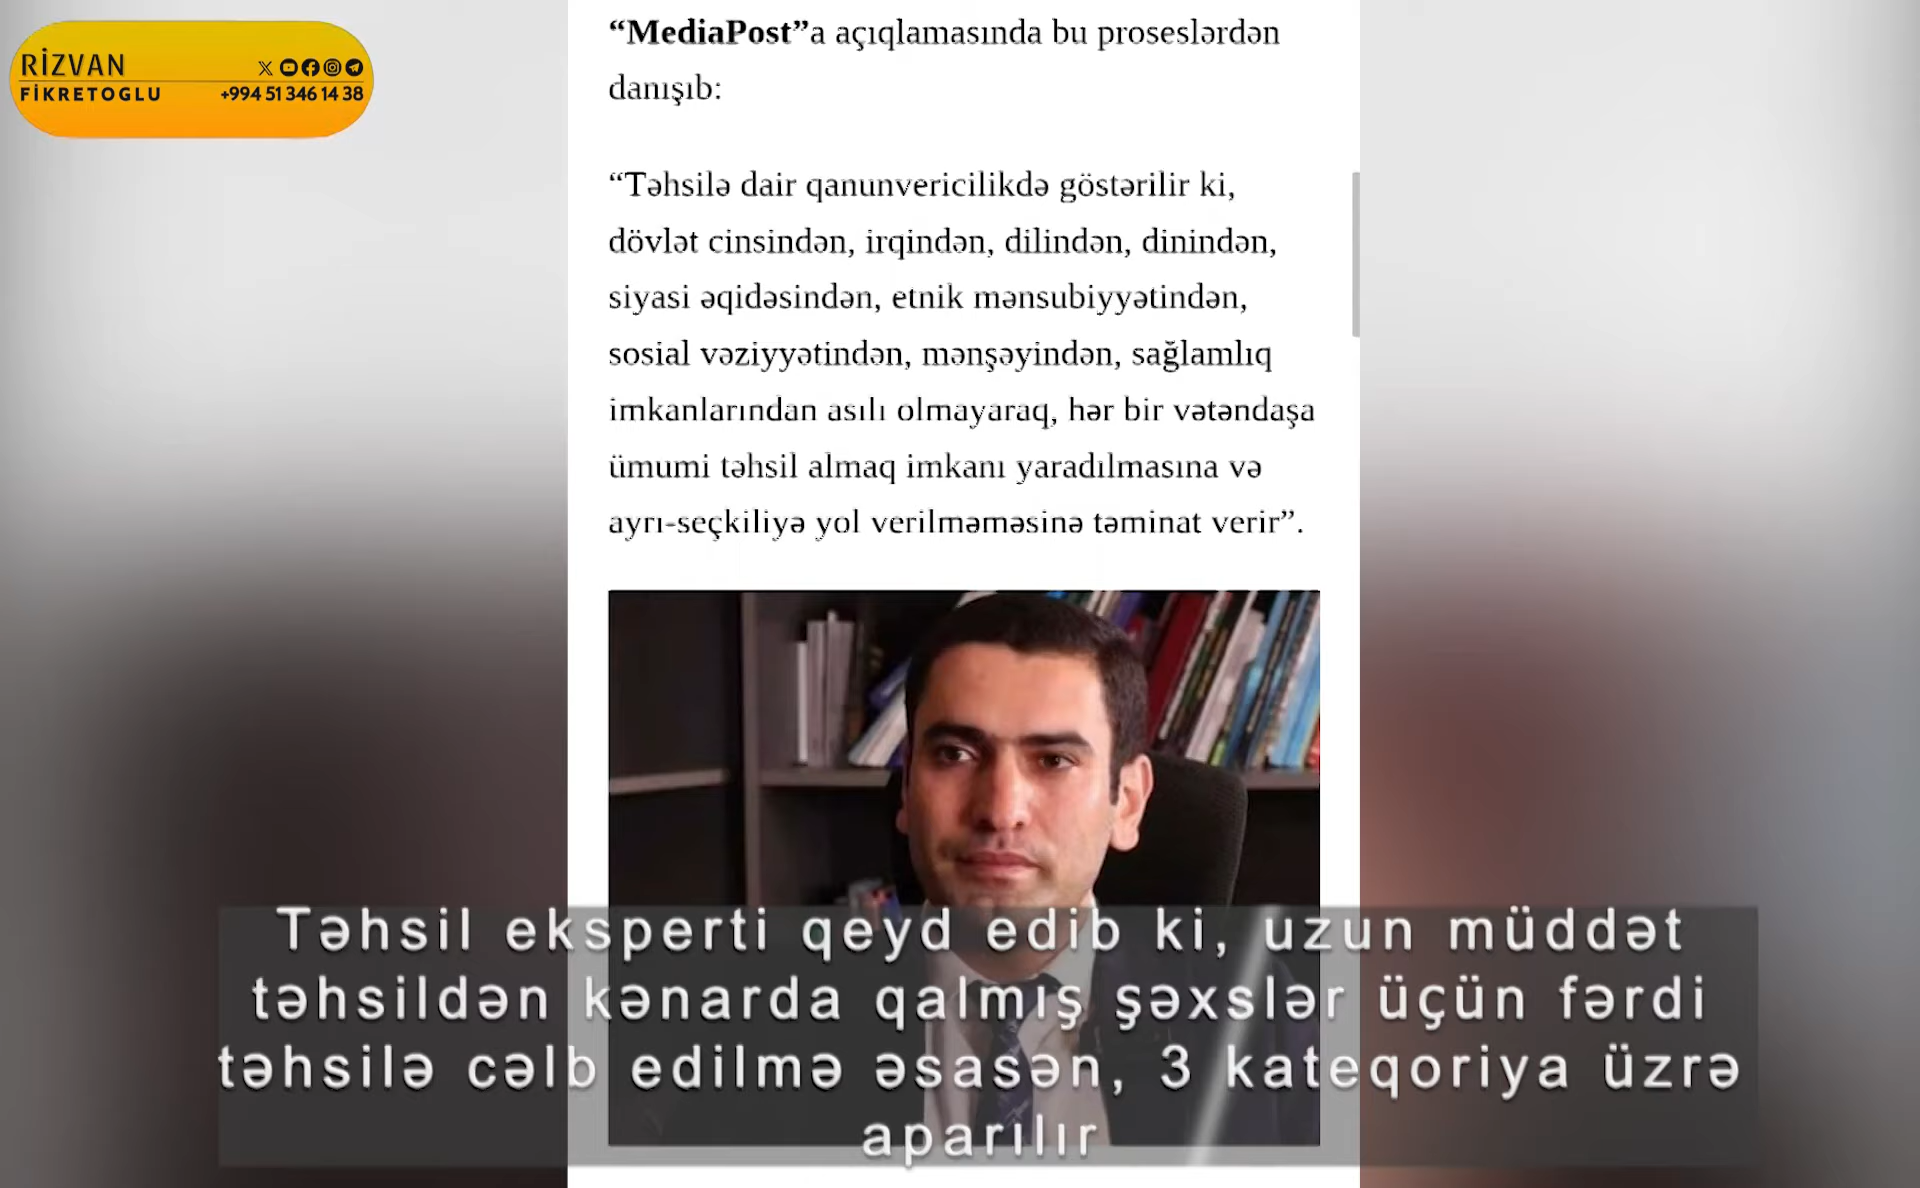 RİZVAN
FİKRETOGLU
+994 51 346 14 38
“MediaPost”a açıqlamasında bu proseslərdən
danışıb:
“Təhsilə dair qanunvericilikdə göstərilir ki,
dövlət cinsindən, irqindən, dilindən, dinindən,
siyasi əqidəsindən, etnik mənsubiyyətindən,
sosial vəziyyətindən, mənşəyindən, sağlamlıq
imkanlarından asılı olmayaraq, hər bir vətəndaşa
ümumi təhsil almaq imkanı yaradılmasına və
ayrı-seçkiliyə yol verilməməsinə təminat verir”.
Təhsil eksperti qeyd edib ki, uzun müddət
təhsildən kənarda qalmış şəxslər üçün fərdi
təhsilə cəlb edilmə əsasən, 3 kateqoriya üzrə
aparılır